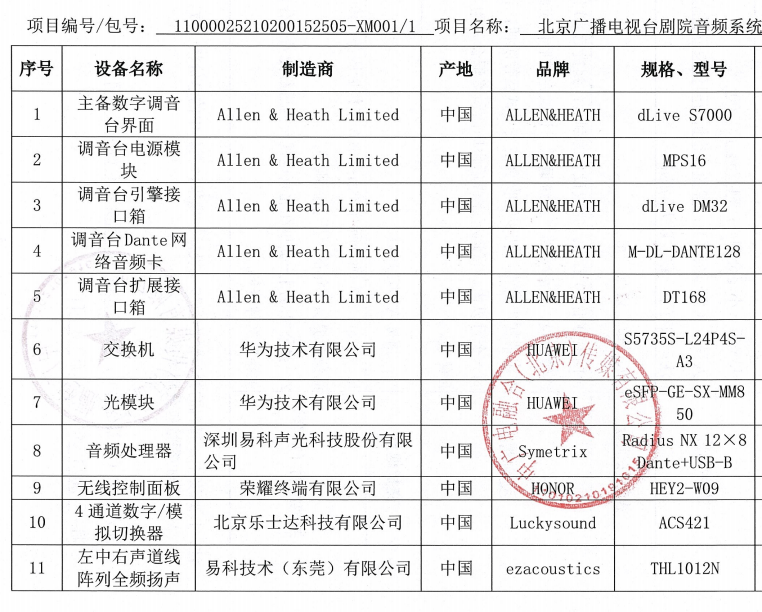 项目编号/包号： 11000025210200152505-XM001/1 项目名称： 北京广播电视台剧院音频系统
序号 设备名称 制造商 产地 品牌 规格、型号
1 主备数字调音台界面 Allen & Heath Limited 中国 ALLEN&HEATH dLive S7000
2 调音台电源模块 Allen & Heath Limited 中国 ALLEN&HEATH MPS16
3 调音台引擎接口箱 Allen & Heath Limited 中国 ALLEN&HEATH dLive DM32
4 调音台Dante网络音频卡 Allen & Heath Limited 中国 ALLEN&HEATH M-DL-DANTE128
5 调音台扩展接口箱 Allen & Heath Limited 中国 ALLEN&HEATH DT168
6 交换机 华为技术有限公司 中国 HUAWEI S5735S-L24P4S-A3
7 光模块 华为技术有限公司 中国 HUAWEI eSFP-GE-SX-MM850
8 音频处理器 深圳易科声光科技股份有限公司 中国 Symetrix Radius NX 12×8 Dante+USB-B
9 无线控制面板 荣耀终端有限公司 中国 HONOR HEY2-W09
10 4通道数字/模拟切换器 北京乐士达科技有限公司 中国 Luckysound ACS421
11 左中右声道线阵列全频扬声 易科技术（东莞）有限公司 中国 ezacoustics THL1012N
中广电融合(北京)传媒有限公司